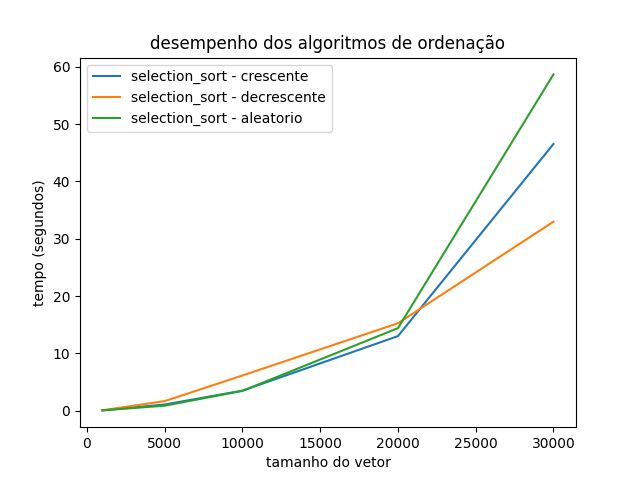 desempenho dos algoritmos de ordenação
selection_sort - crescente
selection_sort - decrescente
selection_sort - aleatorio
60
50
40
30
20
10
0
tempo (segundos)
0 5000 10000 15000 20000 25000 30000
tamanho do vetor